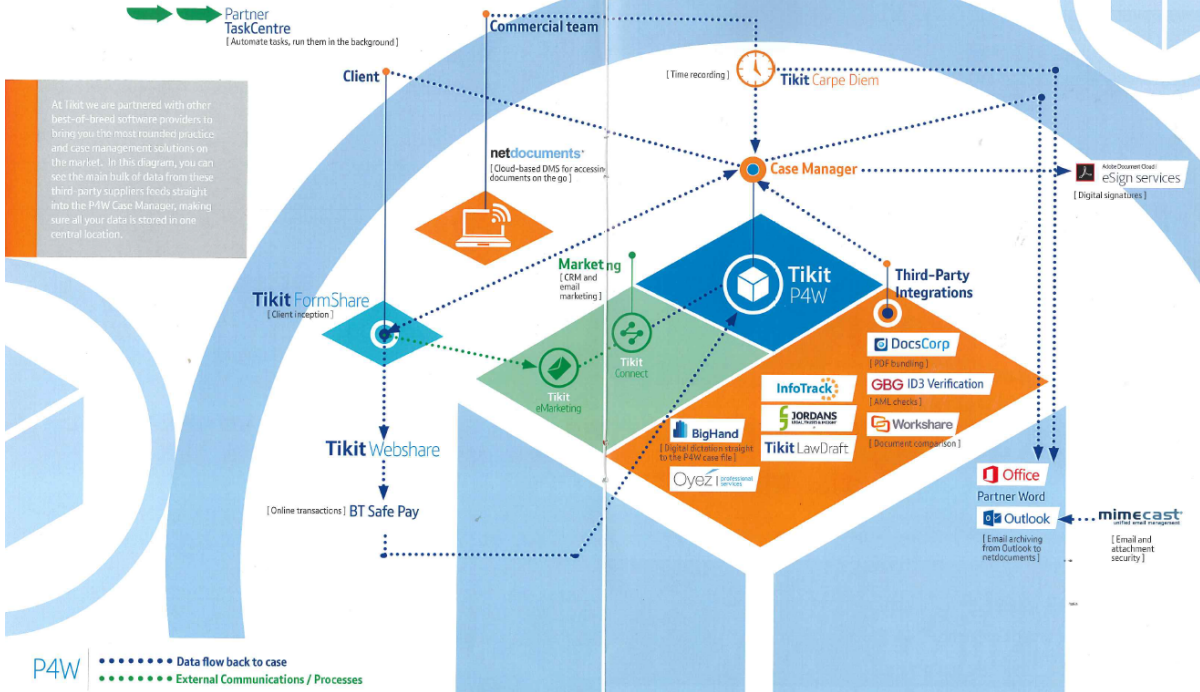 Partner
TaskCentre
[ Automate tasks, run them in the background ]
Commercial team
Client
[ Time recording ]
Tikit Carpe Diem
At Tikit we are partnered with other
best-of-breed software providers to
bring you the most rounded practice
and case management solutions on
the market. In this diagram, you can
see the main bulk of data from these
third-party suppliers feeds straight
into the P4W Case Manager, making
sure all your data is stored in one
central location.
netdocuments
[ Cloud-based DMS for accessin
documents on the go ]
Case Manager
Adobe Document Cloud
eSign services
[ Digital signatures ]
Marketing
[ CRM and
email
marketing ]
Tikit
P4W
Third-Party
Integrations
Tikit FormShare
[ Client inception ]
DocsCorp
[ PDF bundling ]
Tikit
Connect
Tikit
eMarketing
InfoTrack
GBG ID3 Verification
[ AML checks ]
JORDANS
Workshare
[ Document comparison ]
BigHand
[ Digital dictation straight
to the P4W case file ]
Tikit LawDraft
Tikit Webshare
Oyez professional
services
Office
Partner Word
[ Online transactions ] BT Safe Pay
Outlook
mimecast
unified email management
[ Email archiving
from Outlook to
netdocuments ]
[ Email and
attachment
security ]
P4W
Data flow back to case
External Communications / Processes